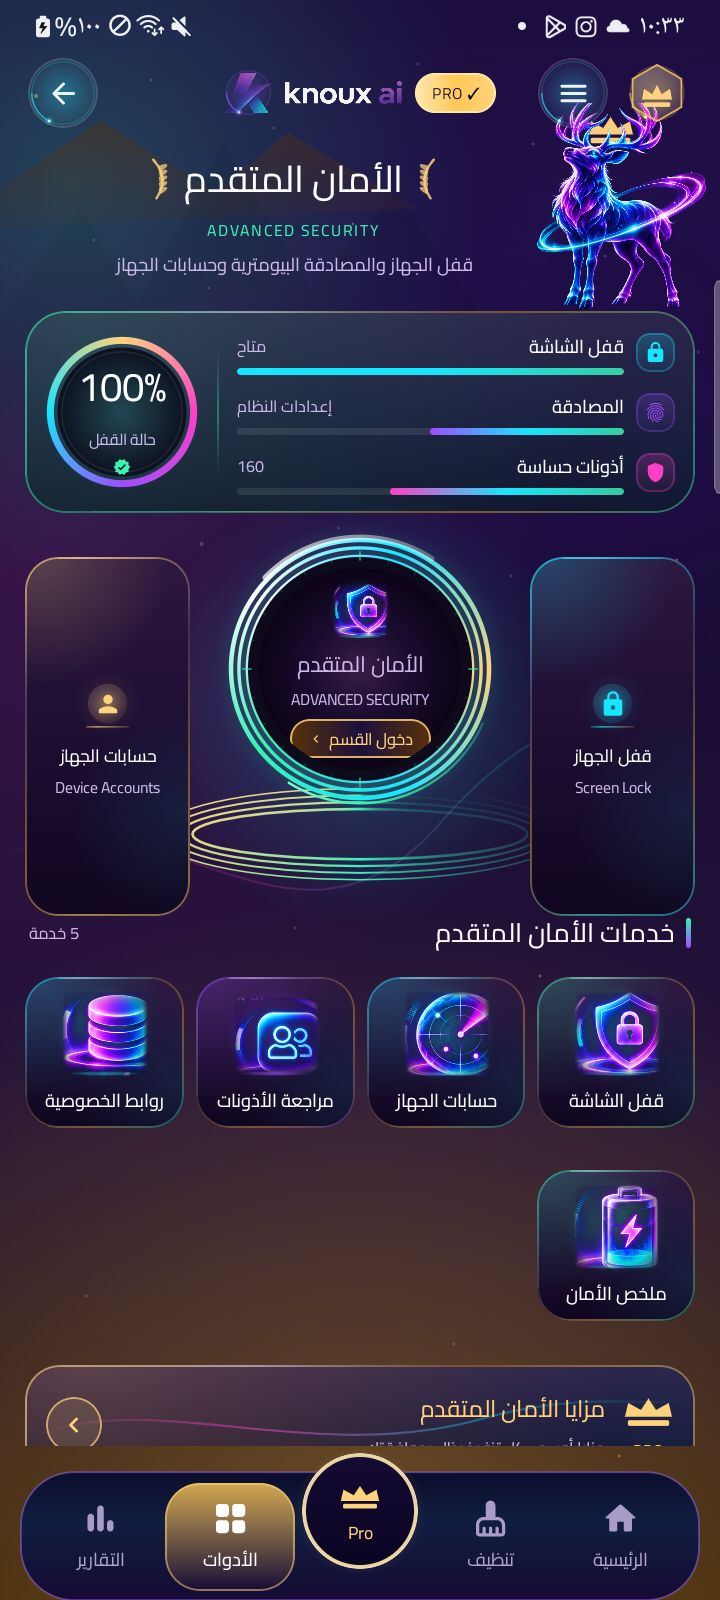 ١٠:٣٣
%١٠٠
knoux ai
PRO ✓
الأمان المتقدم
ADVANCED SECURITY
قفل الجهاز والمصادقة البيومترية وحسابات الجهاز
قفل الشاشة
متاح
المصادقة
إعدادات النظام
أذونات حساسة
160
100%
حالة القفل
الأمان المتقدم
ADVANCED SECURITY
دخول القسم
قفل الجهاز
Screen Lock
حسابات الجهاز
Device Accounts
خدمات الأمان المتقدم
5 خدمة
قفل الشاشة
حسابات الجهاز
مراجعة الأذونات
روابط الخصوصية
ملخص الأمان
مزايا الأمان المتقدم
الرئيسية
تنظيف
Pro
الأدوات
التقارير